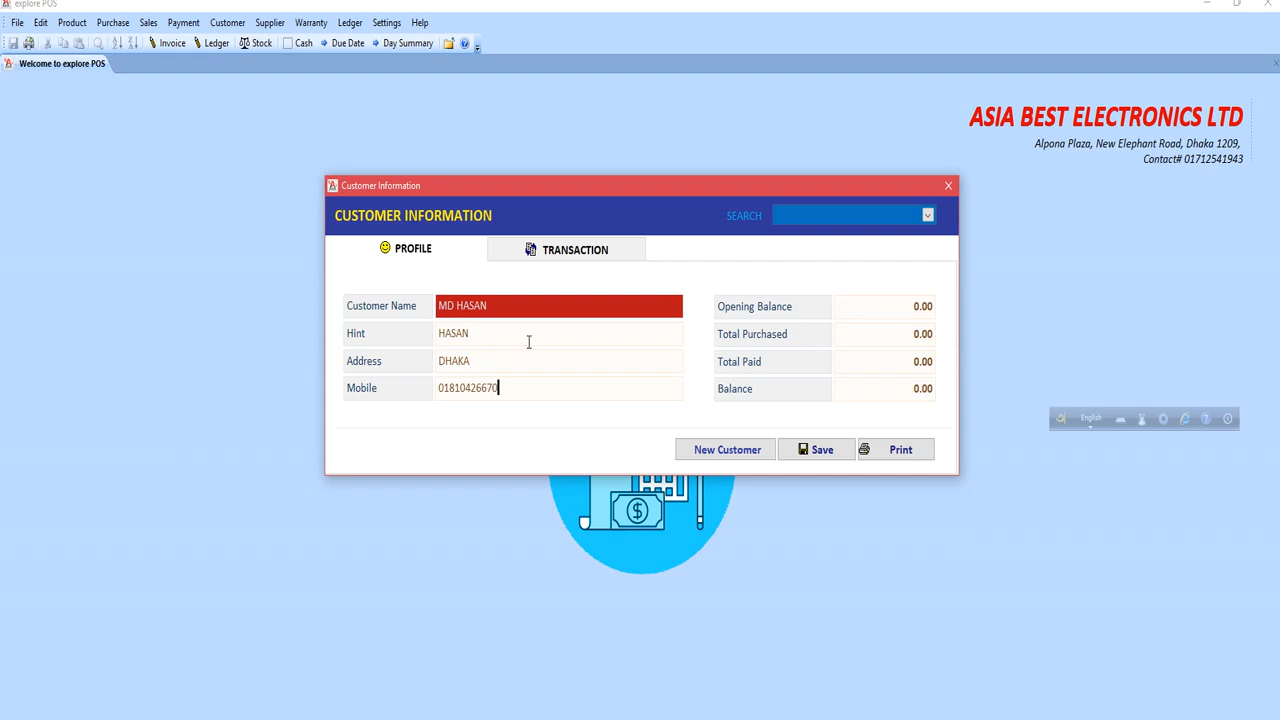 explore POS
File Edit Product Purchase Sales Payment Customer Supplier Warranty Ledger Settings Help
Invoice Ledger Stock Cash Due Date Day Summary
Welcome to explore POS
ASIA BEST ELECTRONICS LTD
Alpona Plaza, New Elephant Road, Dhaka 1209,
Contact# 01712541943
Customer Information
CUSTOMER INFORMATION SEARCH
PROFILE TRANSACTION
Customer Name MD HASAN Opening Balance 0.00
Hint HASAN Total Purchased 0.00
Address DHAKA Total Paid 0.00
Mobile 01810426670 Balance 0.00
English
New Customer Save Print
$